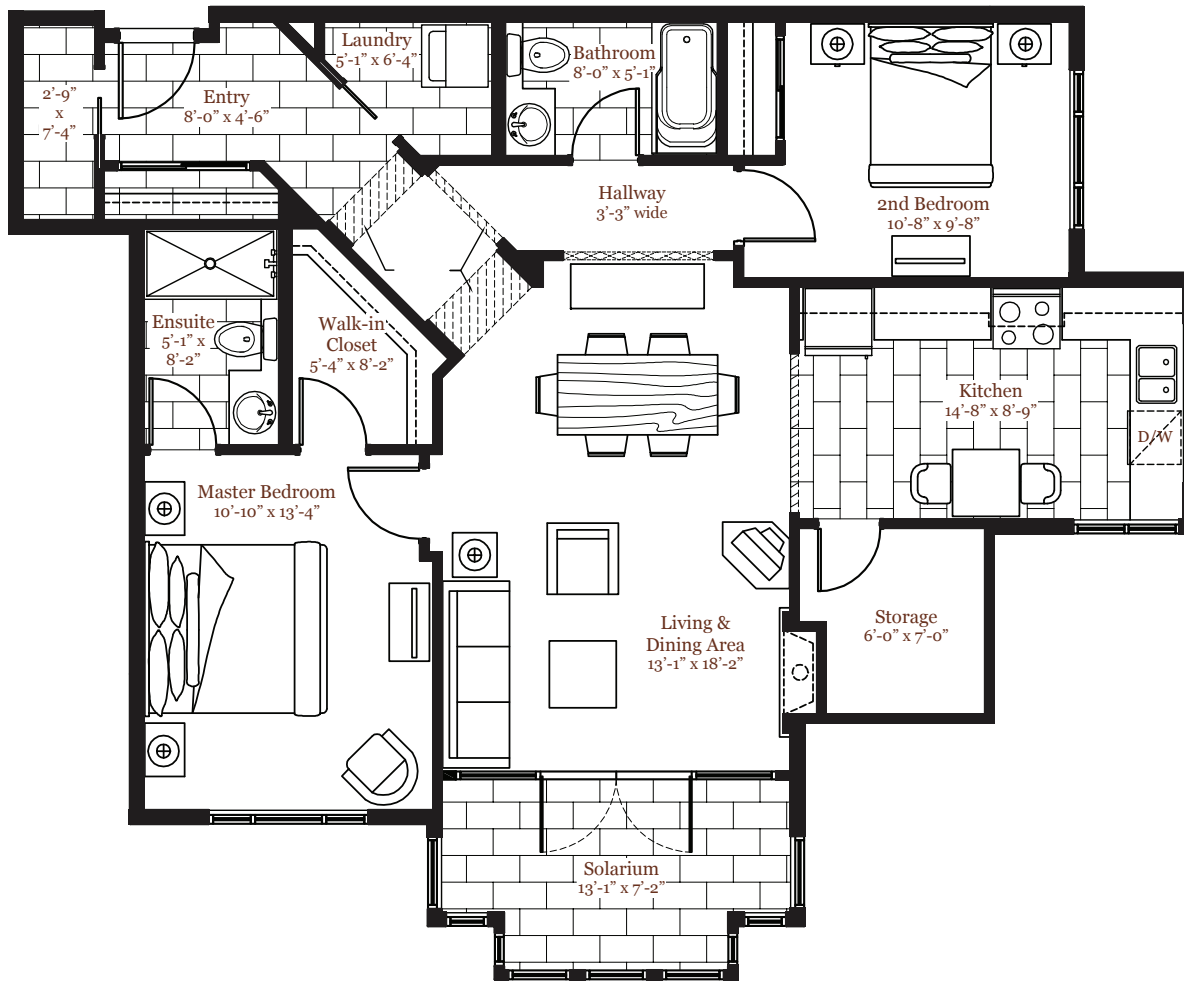 Laundry
5’-1” x 6’-4”
Bathroom
8’-0” x 5’-1”
2’-9”
x
7’-4”
Entry
8’-0” x 4’-6”
Hallway
3’-3” wide
2nd Bedroom
10’-8” x 9’-8”
Ensuite
5’-1” x
8’-2”
Walk-in
Closet
5’-4” x 8’-2”
Kitchen
14’-8” x 8’-9”
D/W
Master Bedroom
10’-10” x 13’-4”
Living &
Dining Area
13’-1” x 18’-2”
Storage
6’-0” x 7’-0”
Solarium
13’-1” x 7’-2”